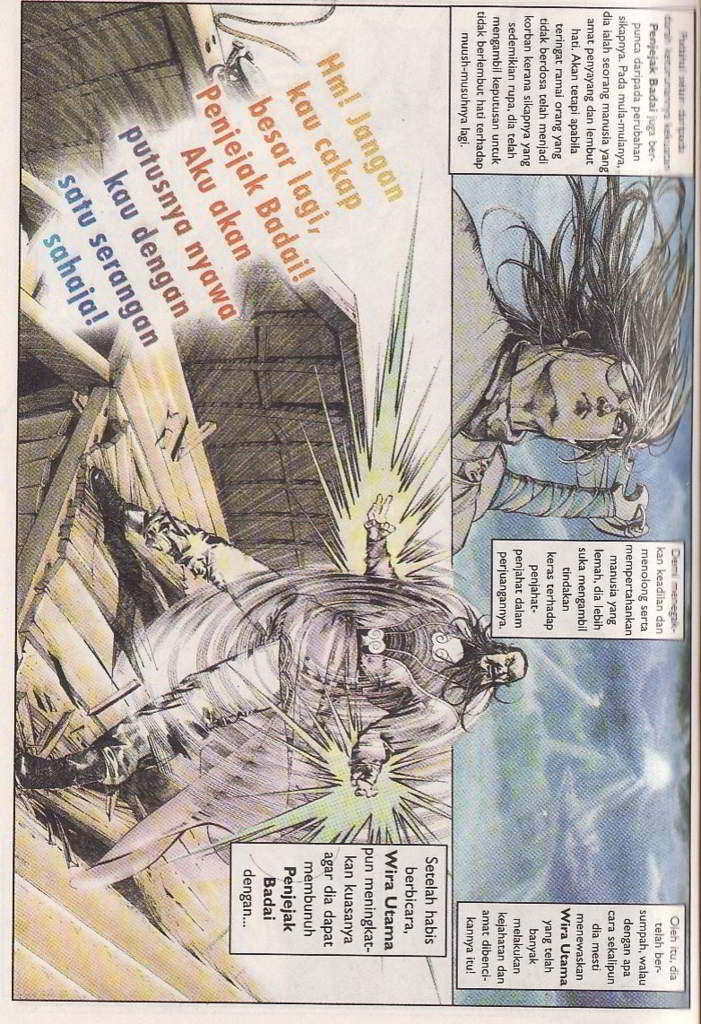 Penjejak Badai juga ber-
punca daripada perubahan
sikapnya. Pada mula-mulanya,
dia ialah seorang manusia yang
amat penyayang dan lembut
hati. Akan tetapi apabila
teringat ramai orang yang
tidak berdosa telah menjadi
korban kerana sikapnya yang
sedemikian rupa, dia telah
mengambil keputusan untuk
tidak berlembut hati terhadap
muush-musuhnya lagi.
Demi menegak-
kan keadilan dan
menolong serta
mempertahankan
manusia yang
lemah, dia lebih
suka mengambil
tindakan
keras terhadap
penjahat-
penjahat dalam
perjuangannya.
Oleh itu, dia
telah ber-
sumpah, walau
dengan apa
cara sekalipun
dia mesti
menewaskan
Wira Utama
yang telah
banyak
melakukan
kejahatan dan
amat dibenci-
kannya itu!
Hm! Jangan
kau cakap
besar lagi,
Penjejak Badai!
Aku akan
putusnya nyawa
kau dengan
satu serangan
sahaja!
Setelah habis
berbicara,
Wira Utama
pun meningkat-
kan kuasanya
agar dia dapat
membunuh
Penjejak
Badai
dengan...